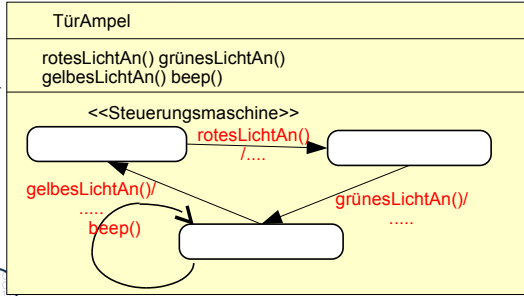 TürAmpel
rotesLichtAn() grünesLichtAn()
gelbesLichtAn() beep()
<<Steuerungsmaschine>>
rotesLichtAn()
/....
gelbesLichtAn()/
.....
beep()
grünesLichtAn()/
.....